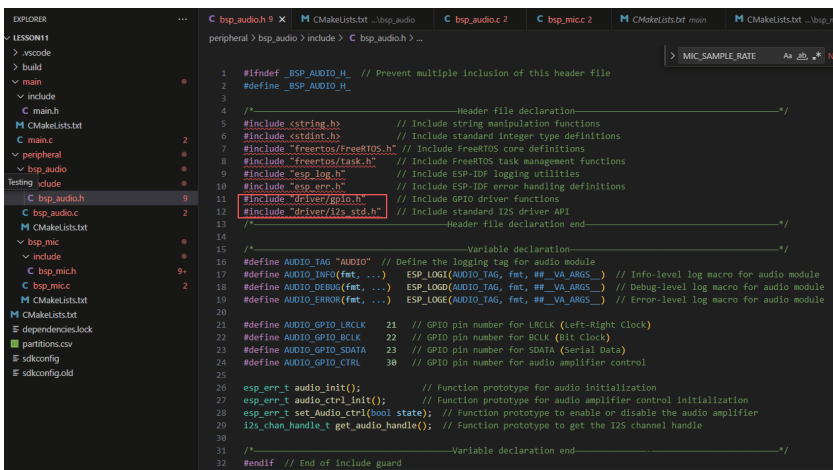 EXPLORER
LESSON11
.vscode
build
main
include
C main.h
M CMakeLists.txt
C main.c 2
peripheral
bsp_audio
Testing
C bsp_audio.h 9
C bsp_audio.c 2
M CMakeLists.txt
bsp_mic
include
C bsp_mic.h 9+
C bsp_mic.c 2
M CMakeLists.txt
M CMakeLists.txt
dependencies.lock
partitions.csv
sdkconfig
sdkconfig.old
C bsp_audio.h 9 × M CMakeLists.txt ...\bsp_audio C bsp_audio.c 2 C bsp_mic.c 2 M CMakeLists.txt main M CMakeLists.txt
peripheral > bsp_audio > include > C bsp_audio.h > ...
> MIC_SAMPLE_RATE Aa ab .*
1 #ifndef _BSP_AUDIO_H_ // Prevent multiple inclusion of this header file
2 #define _BSP_AUDIO_H_
3
4 /*————Header file declaration————*/
5 #include <string.h> // Include string manipulation functions
6 #include <stdint.h> // Include standard integer type definitions
7 #include "freertos/FreeRTOS.h" // Include FreeRTOS core definitions
8 #include "freertos/task.h" // Include FreeRTOS task management functions
9 #include "esp_log.h" // Include ESP-IDF logging utilities
10 #include "esp_err.h" // Include ESP-IDF error handling definitions
11 #include "driver/gpio.h" // Include GPIO driver functions
12 #include "driver/i2s_std.h" // Include standard I2S driver API
13 /*————Header file declaration end————*/
14
15 /*————Variable declaration————*/
16 #define AUDIO_TAG "AUDIO" // Define the logging tag for audio module
17 #define AUDIO_INFO(fmt, ...) ESP_LOGI(AUDIO_TAG, fmt, ##__VA_ARGS__) // Info-level log macro for audio module
18 #define AUDIO_DEBUG(fmt, ...) ESP_LOGD(AUDIO_TAG, fmt, ##__VA_ARGS__) // Debug-level log macro for audio module
19 #define AUDIO_ERROR(fmt, ...) ESP_LOGE(AUDIO_TAG, fmt, ##__VA_ARGS__) // Error-level log macro for audio module
20
21 #define AUDIO_GPIO_LRCLK 21 // GPIO pin number for LRCLK (Left-Right Clock)
22 #define AUDIO_GPIO_BCLK 22 // GPIO pin number for BCLK (Bit Clock)
23 #define AUDIO_GPIO_SDATA 23 // GPIO pin number for SDATA (Serial Data)
24 #define AUDIO_GPIO_CTRL 30 // GPIO pin number for audio amplifier control
25
26 esp_err_t audio_init(); // Function prototype for audio initialization
27 esp_err_t audio_ctrl_init(); // Function prototype for audio amplifier control initialization
28 esp_err_t set_Audio_ctrl(bool state); // Function prototype to enable or disable the audio amplifier
29 i2s_chan_handle_t get_audio_handle(); // Function prototype to get the I2S channel handle
30
31 /*————Variable declaration end————*/
32 #endif // End of include guard